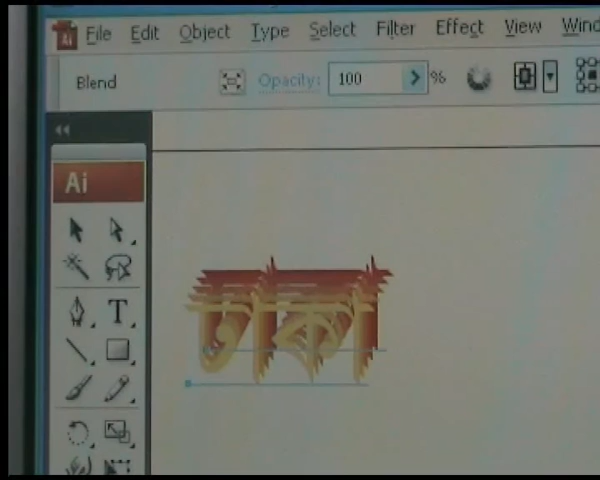 Ai File Edit Object Type Select Filter Effect View Wind
Blend Opacity: 100 %
Ai
T
ঢাকা